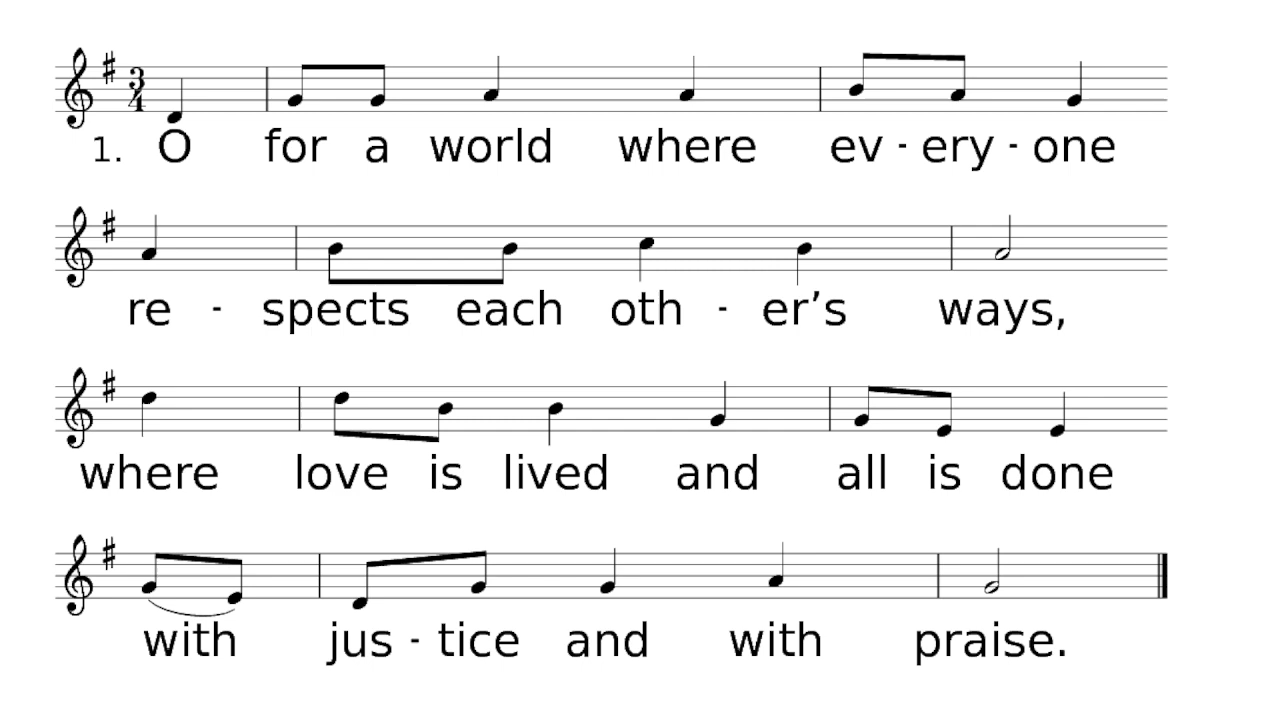 1. O for a world where ev - ery - one
re - spects each oth - er’s ways,
where love is lived and all is done
with jus - tice and with praise.